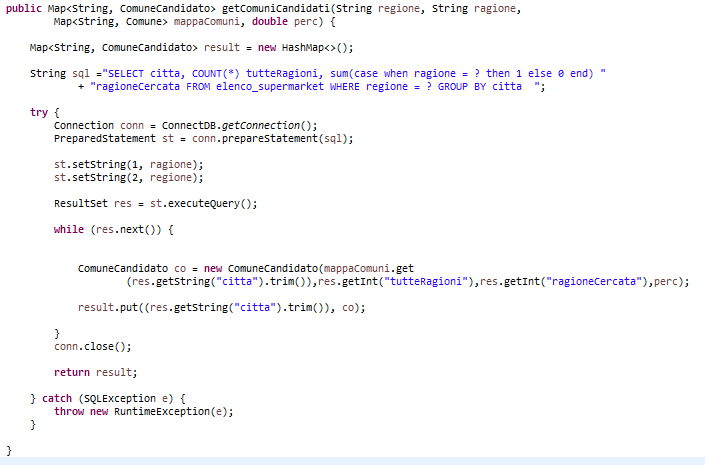 public Map<String, ComuneCandidato> getComuniCandidati(String regione, String ragione,
Map<String, Comune> mappaComuni, double perc) {
Map<String, ComuneCandidato> result = new HashMap<>();
String sql ="SELECT citta, COUNT(*) tutteRagioni, sum(case when ragione = ? then 1 else 0 end) "
+ "ragioneCercata FROM elenco_supermarket WHERE regione = ? GROUP BY citta  ";
try {
Connection conn = ConnectDB.getConnection();
PreparedStatement st = conn.prepareStatement(sql);
st.setString(1, ragione);
st.setString(2, regione);
ResultSet res = st.executeQuery();
while (res.next()) {
ComuneCandidato co = new ComuneCandidato(mappaComuni.get
(res.getString("citta").trim()),res.getInt("tutteRagioni"),res.getInt("ragioneCercata"),perc);
result.put((res.getString("citta").trim()), co);
}
conn.close();
return result;
} catch (SQLException e) {
throw new RuntimeException(e);
}
}